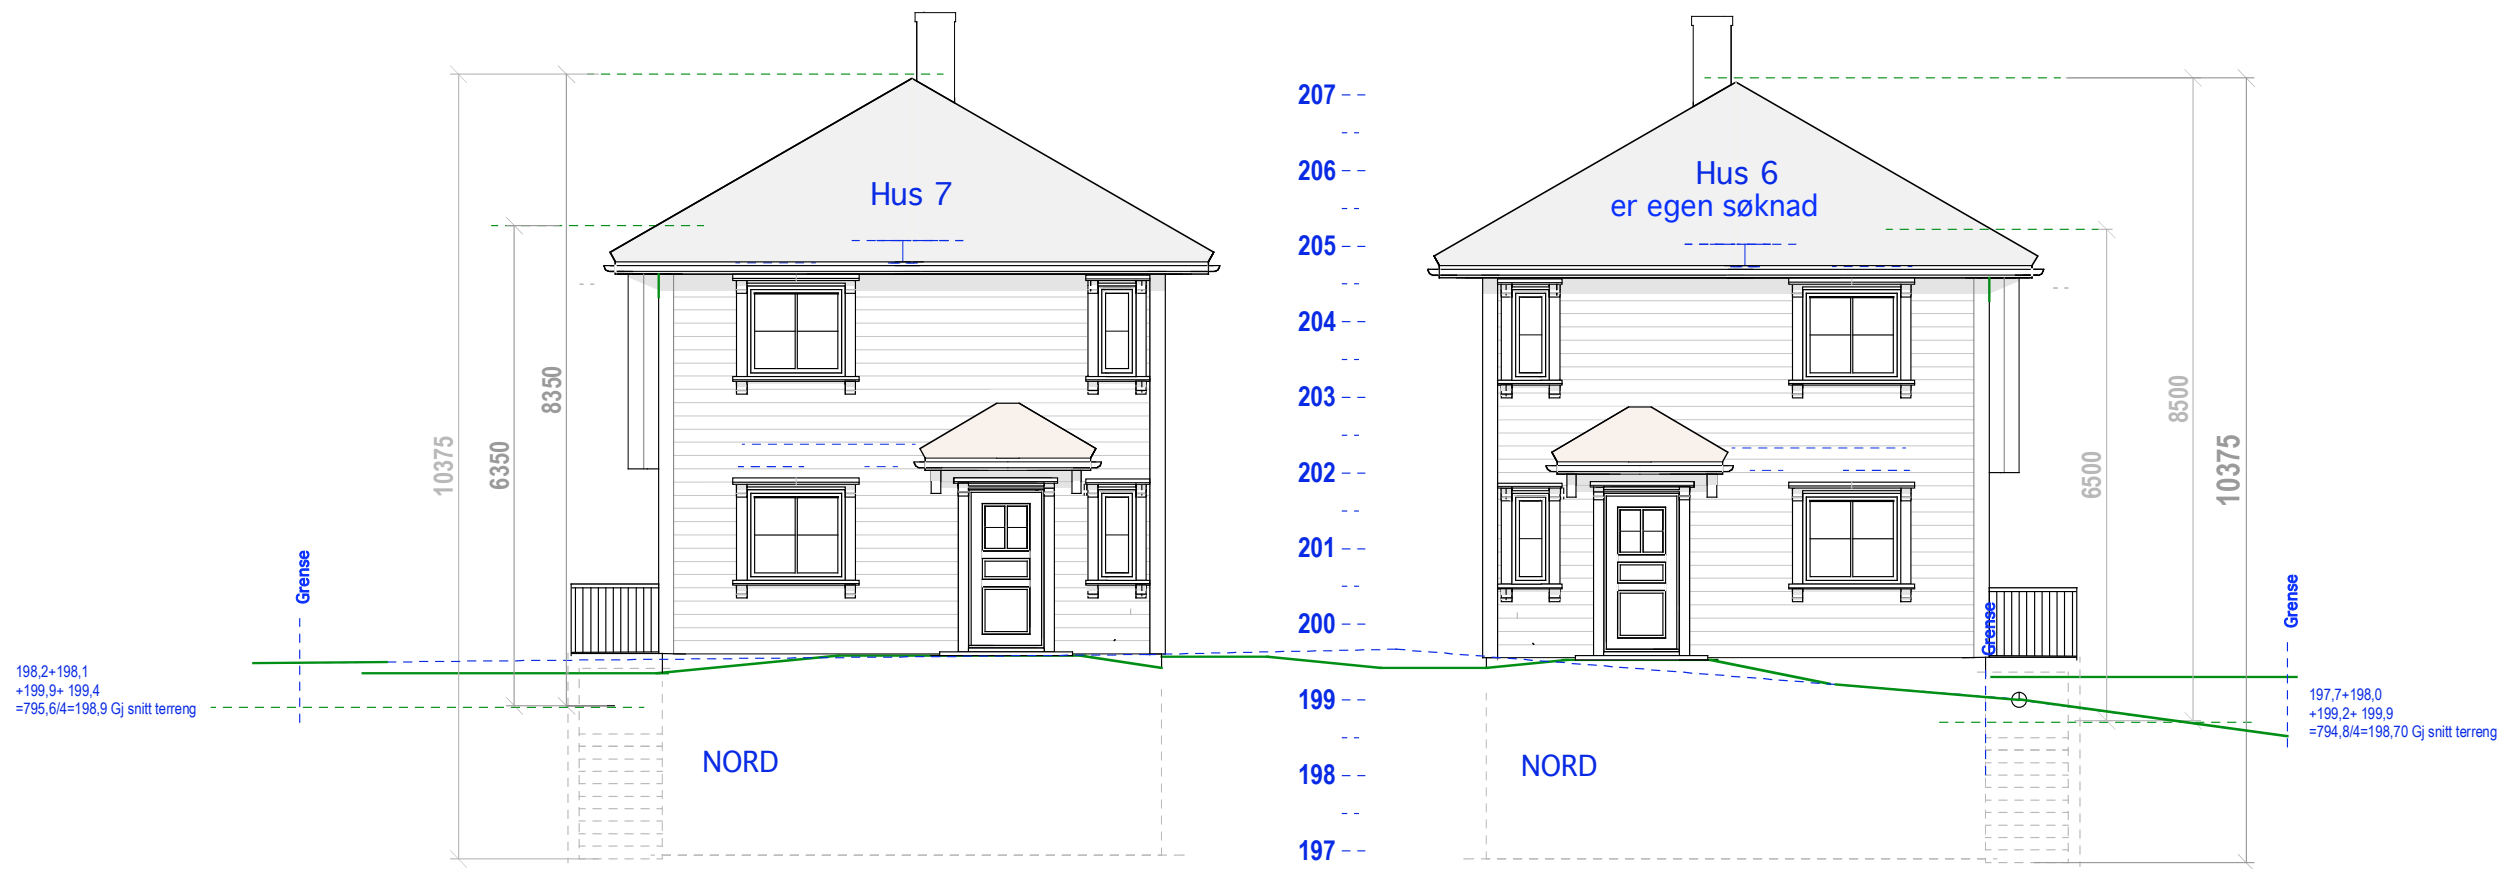 Hus 7
Hus 6
er egen søknad
207
206
205
204
203
202
201
200
199
198
197
10375
6350
8350
8500
6500
10375
Grense
Grense
Grense
198,2+198,1
+199,9+ 199,4
=795,6/4=198,9 Gj snitt terreng
197,7+198,0
+199,2+ 199,9
=794,8/4=198,70 Gj snitt terreng
NORD
NORD